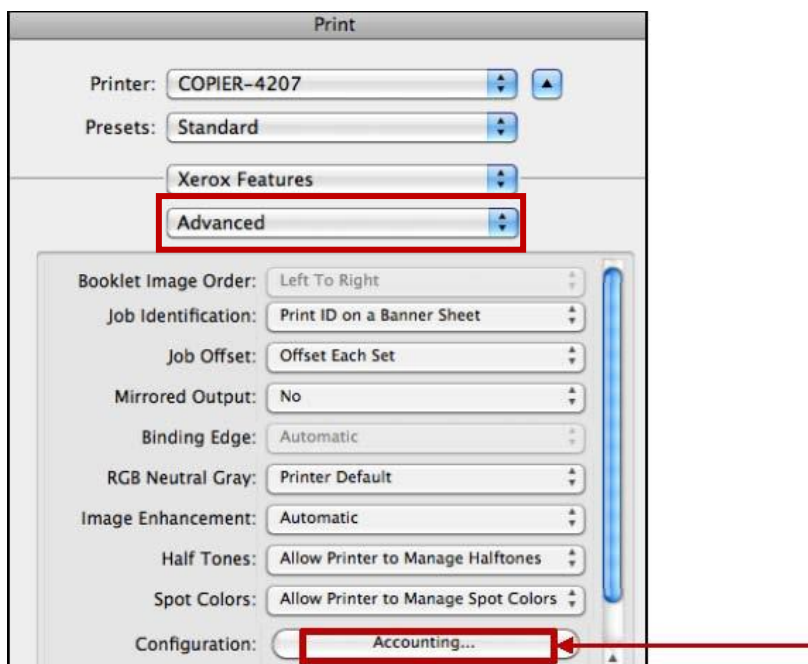 Print
Printer: COPIER-4207
Presets: Standard
Xerox Features
Advanced
Booklet Image Order: Left To Right
Job Identification: Print ID on a Banner Sheet
Job Offset: Offset Each Set
Mirrored Output: No
Binding Edge: Automatic
RGB Neutral Gray: Printer Default
Image Enhancement: Automatic
Half Tones: Allow Printer to Manage Halftones
Spot Colors: Allow Printer to Manage Spot Colors
Configuration: Accounting...